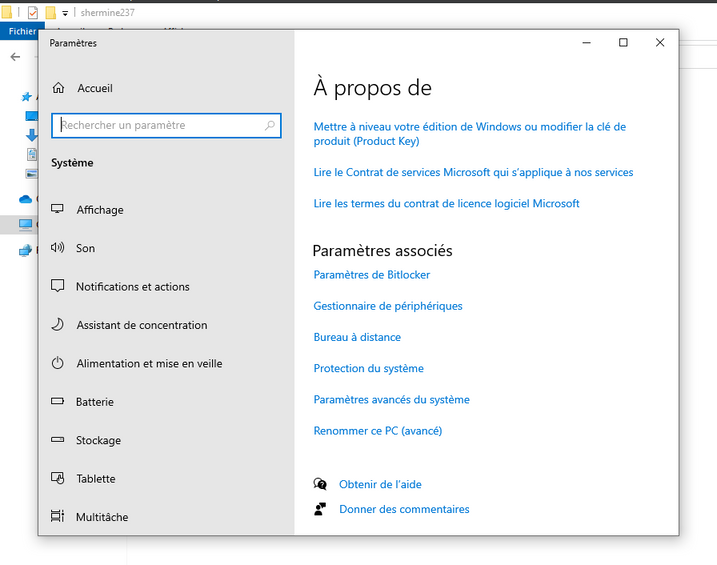 shermine237
Fichier
Paramètres
Accueil
Rechercher un paramètre
Système
Affichage
Son
Notifications et actions
Assistant de concentration
Alimentation et mise en veille
Batterie
Stockage
Tablette
Multitâche
À propos de
Mettre à niveau votre édition de Windows ou modifier la clé de
produit (Product Key)
Lire le Contrat de services Microsoft qui s'applique à nos services
Lire les termes du contrat de licence logiciel Microsoft
Paramètres associés
Paramètres de Bitlocker
Gestionnaire de périphériques
Bureau à distance
Protection du système
Paramètres avancés du système
Renommer ce PC (avancé)
Obtenir de l'aide
Donner des commentaires